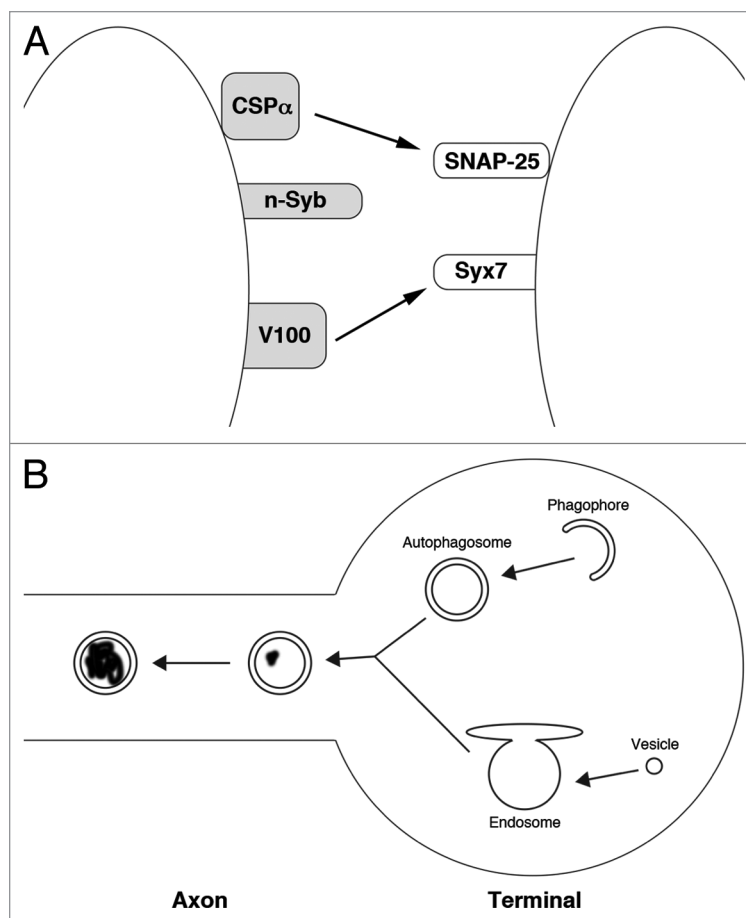 A
CSPα
SNAP-25
n-Syb
Syx7
V100
B
Phagophore
Autophagosome
Vesicle
Endosome
Axon
Terminal